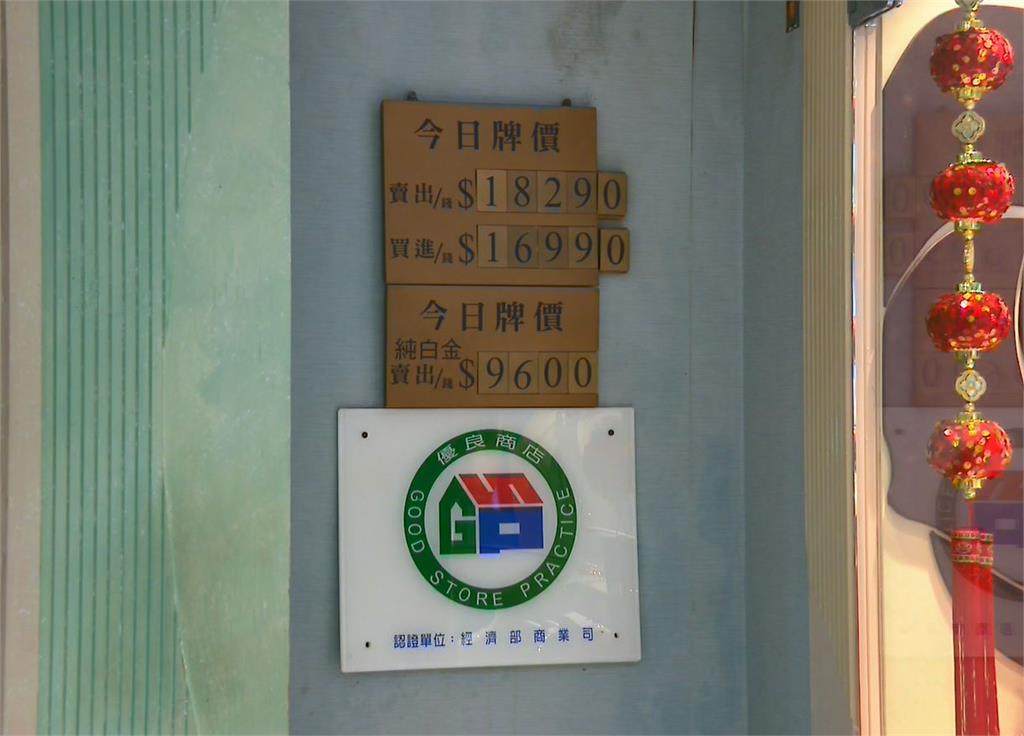 今日牌價
賣出/錢 $18290
買進/錢 $16990
今日牌價
純白金
賣出/錢 $9600
優良商店
GSP
GOOD STORE PRACTICE
認證單位：經濟部商業司